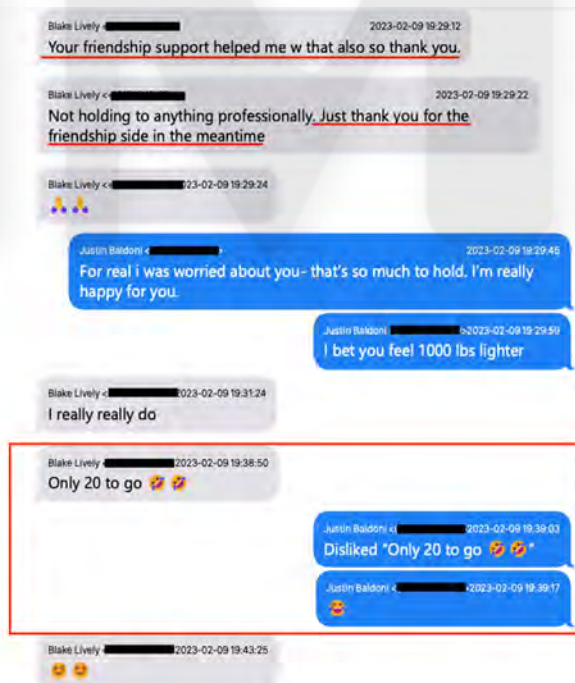 Blake Lively < 2023-02-09 19:29:12
Your friendship support helped me w that also so thank you.
Blake Lively < 2023-02-09 19:29:22
Not holding to anything professionally. Just thank you for the
friendship side in the meantime
Blake Lively < 023-02-09 19:29:24
🙏🙏
Justin Baldoni < > 2023-02-09 19:29:46
For real i was worried about you- that's so much to hold. I'm really
happy for you.
Justin Baldoni >2023-02-09 19:29:59
I bet you feel 1000 lbs lighter
Blake Lively < 2023-02-09 19:31:24
I really really do
Blake Lively < 2023-02-09 19:38:50
Only 20 to go 🤣 🤣
Justin Baldoni < 2023-02-09 19:39:03
Disliked "Only 20 to go 🤣 🤣"
Justin Baldoni < 2023-02-09 19:39:17
😂
Blake Lively < 2023-02-09 19:43:25